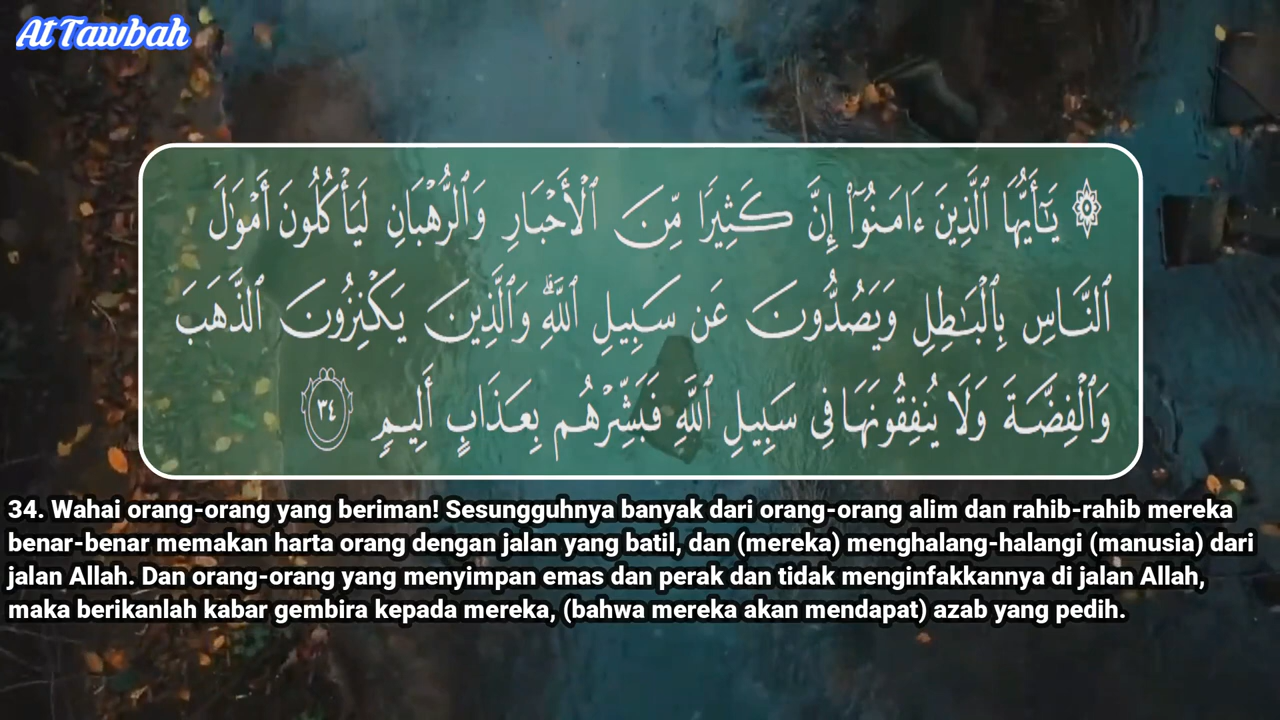 At Tawbah
۞ يَٰٓأَيُّهَا ٱلَّذِينَ ءَامَنُوٓا۟ إِنَّ كَثِيرًا مِّنَ ٱلْأَحْبَارِ وَٱلرُّهْبَانِ لَيَأْكُلُونَ أَمْوَٰلَ
ٱلنَّاسِ بِٱلْبَٰطِلِ وَيَصُدُّونَ عَن سَبِيلِ ٱللَّهِ ۗ وَٱلَّذِينَ يَكْنِزُونَ ٱلذَّهَبَ
وَٱلْفِضَّةَ وَلَا يُنفِقُونَهَا فِى سَبِيلِ ٱللَّهِ فَبَشِّرْهُم بِعَذَابٍ أَلِيمٍ ٣٤
34. Wahai orang-orang yang beriman! Sesungguhnya banyak dari orang-orang alim dan rahib-rahib mereka
benar-benar memakan harta orang dengan jalan yang batil, dan (mereka) menghalang-halangi (manusia) dari
jalan Allah. Dan orang-orang yang menyimpan emas dan perak dan tidak menginfakkannya di jalan Allah,
maka berikanlah kabar gembira kepada mereka, (bahwa mereka akan mendapat) azab yang pedih.